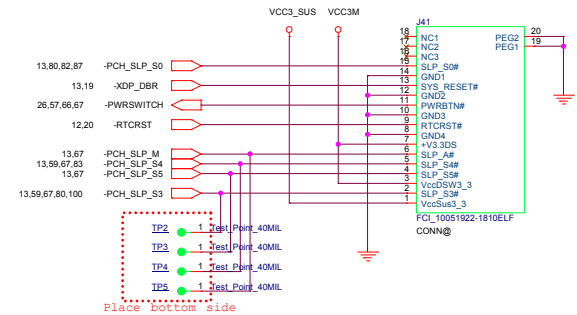 VCC3_SUS VCC3M J41
18 NC1 PEG2 20
17 NC2 PEG1 19
16 NC3
13,80,82,87 -PCH_SLP_S0 15 SLP_S0#
14 GND1
13,19 -XDP_DBR 13 SYS_RESET#
12 GND2
26,57,66,67 -PWRSWITCH 11 PWRBTN#
10 GND3
12,20 -RTCRST 9 RTCRST#
8 GND4
7 +V3.3DS
13,67 -PCH_SLP_M 6 SLP_A#
13,59,67,83 -PCH_SLP_S4 5 SLP_S4#
13,67 -PCH_SLP_S5 4 SLP_S5#
3 VccDSW3_3
13,59,67,80,100 -PCH_SLP_S3 2 SLP_S3#
1 VccSus3_3
FCI_10051922-1810ELF
CONN@
TP2 1 Test_Point_40MIL
TP3 1 Test_Point_40MIL
TP4 1 Test_Point_40MIL
TP5 1 Test_Point_40MIL
Place bottom side